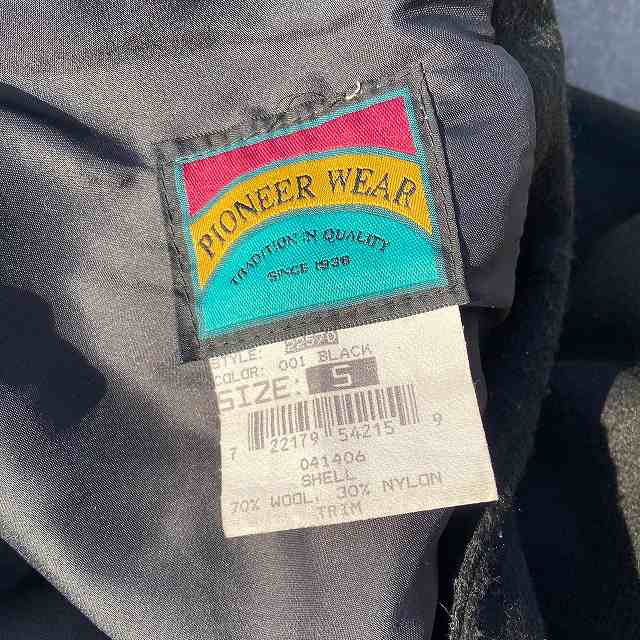 PIONEER WEAR
TRADITION IN QUALITY
SINCE 1936
STYLE: 22570
COLOR: 001 BLACK
SIZE: S
7 22179 54215 9
041406
SHELL
70% WOOL, 30% NYLON
TRIM